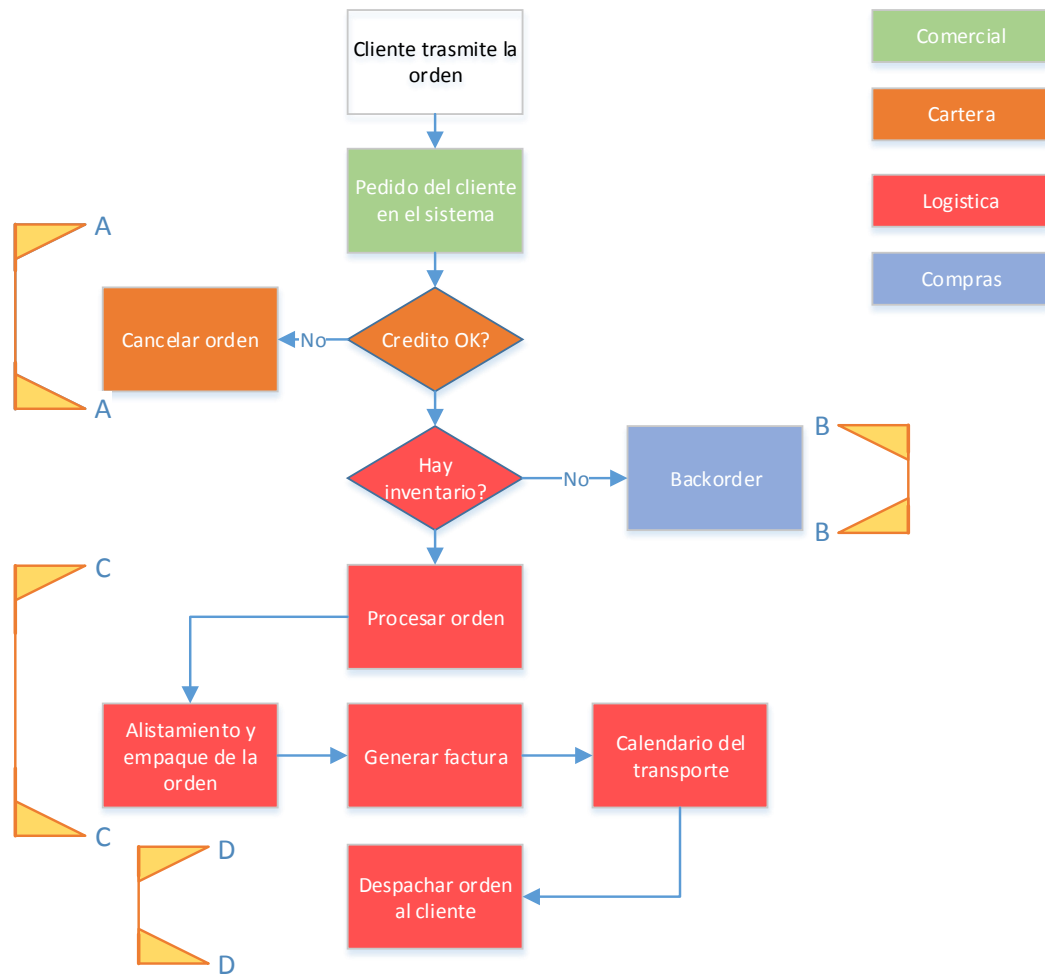 Cliente trasmite la
orden
Comercial
Cartera
Pedido del cliente
en el sistema
Logistica
A
Compras
Cancelar orden
No
Credito OK?
A
B
Hay
inventario?
No
Backorder
B
C
Procesar orden
Alistamiento y
empaque de la
orden
Generar factura
Calendario del
transporte
C
D
Despachar orden
al cliente
D